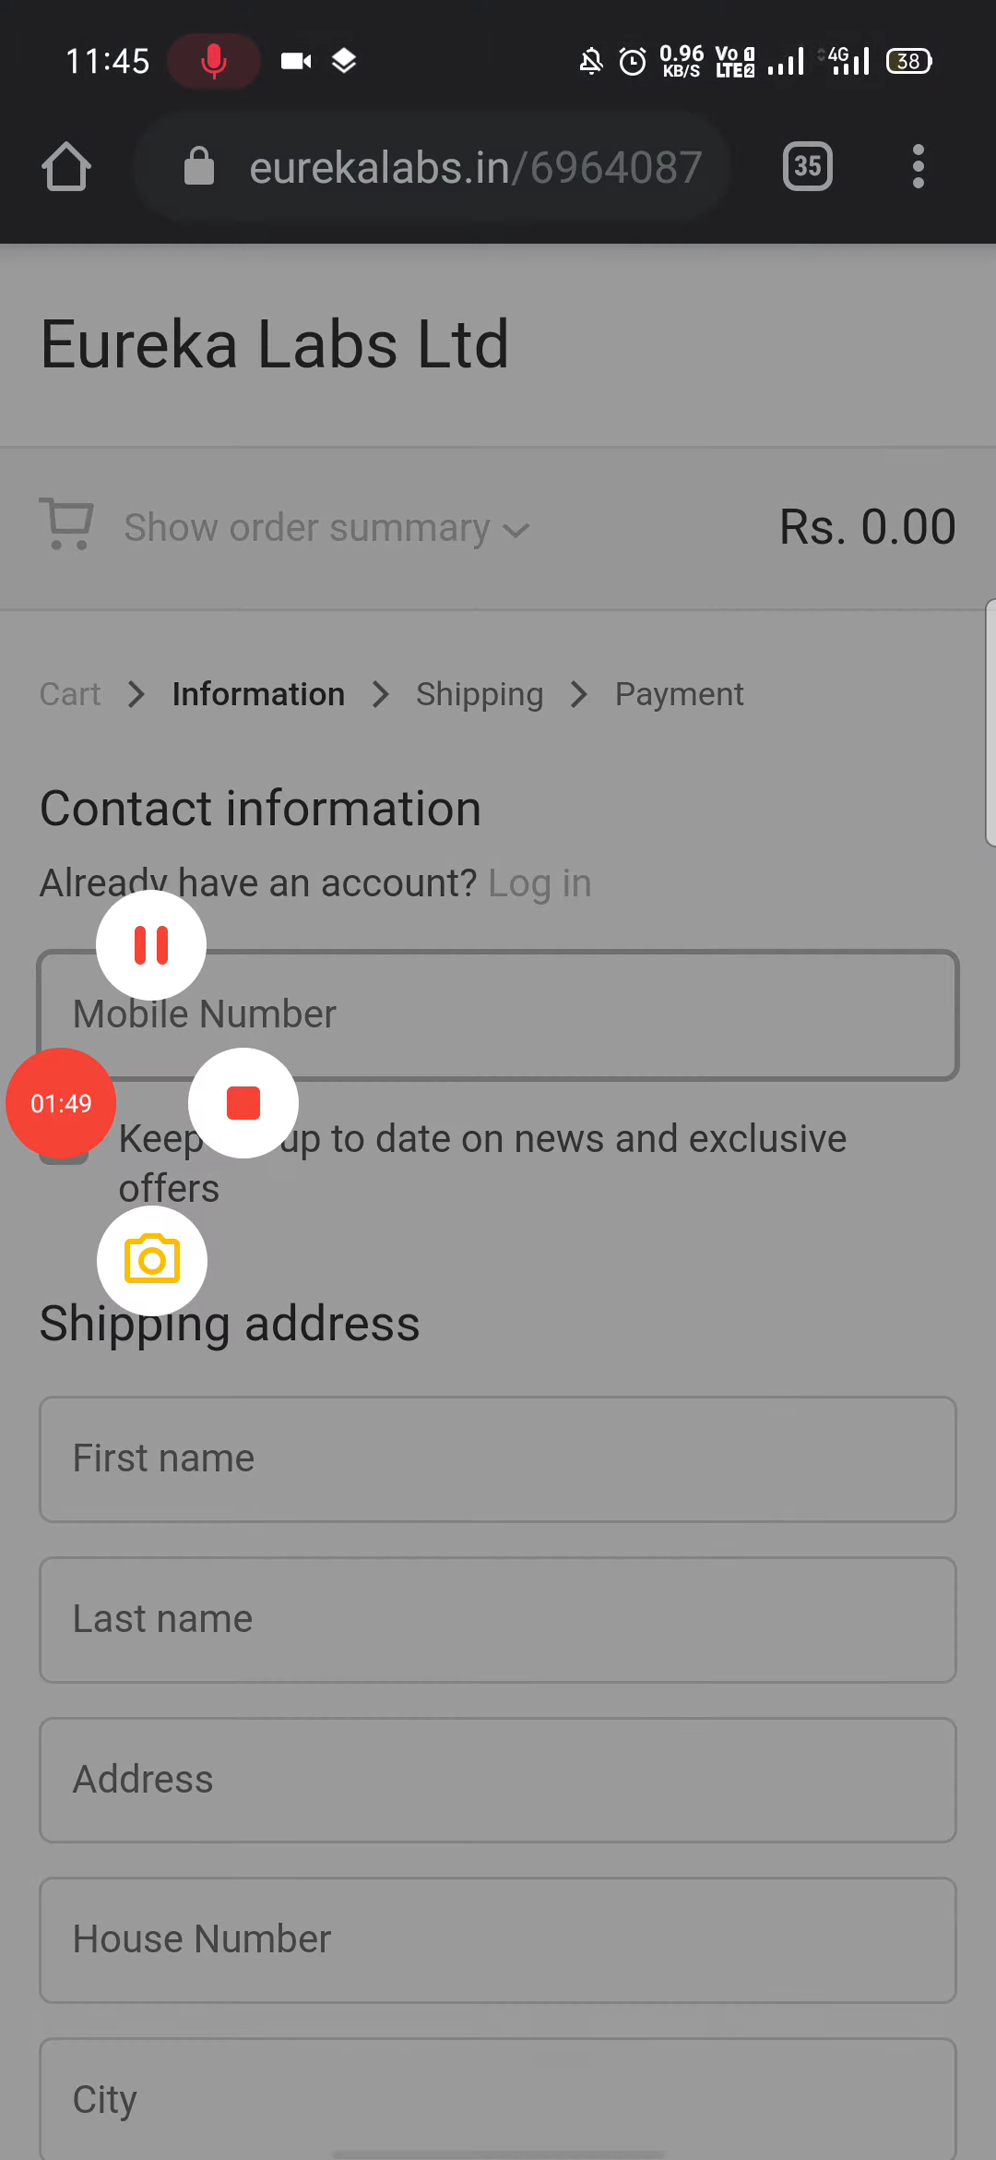 11:45 0.96 KB/S Vo 1 LTE 2 4G 38
eurekalabs.in/6964087 35
Eureka Labs Ltd
Show order summary Rs. 0.00
Cart Information Shipping Payment
Contact information
Already have an account? Log in
Mobile Number
01:49
Keep up to date on news and exclusive
offers
Shipping address
First name
Last name
Address
House Number
City